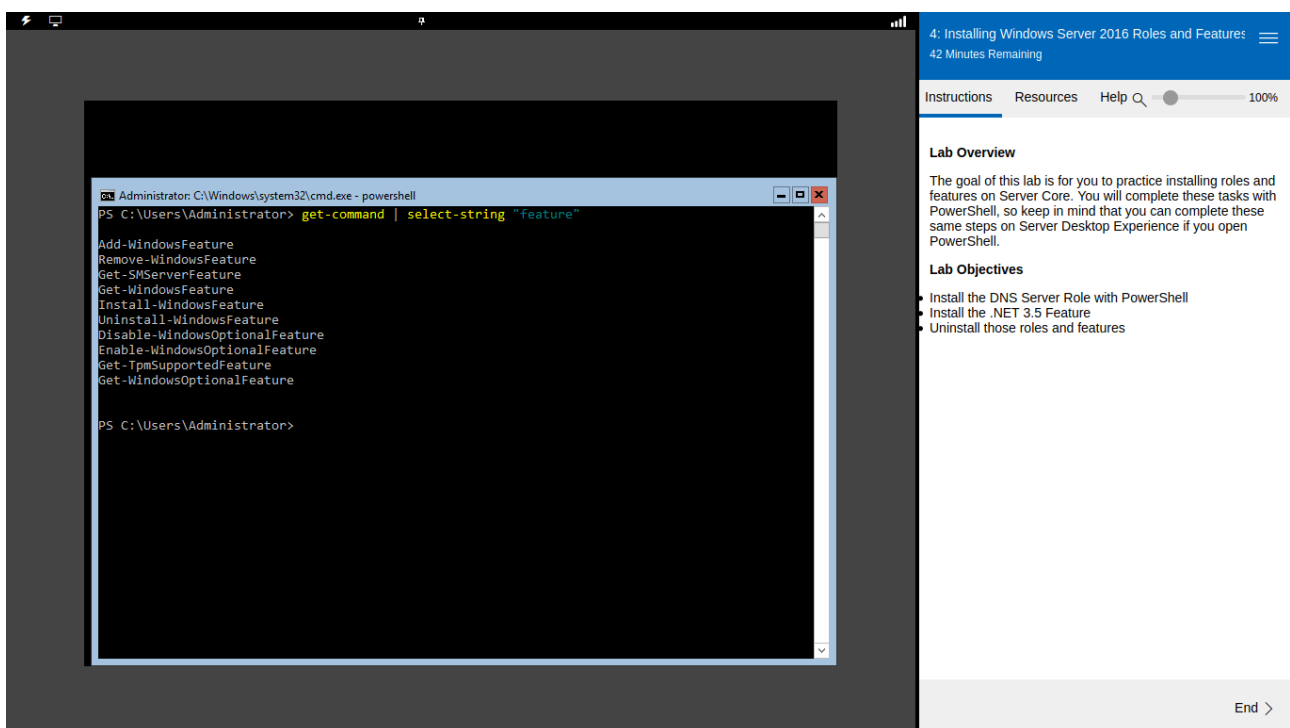 Administrator: C:\Windows\system32\cmd.exe - powershell
PS C:\Users\Administrator> get-command | select-string "feature"
Add-WindowsFeature
Remove-WindowsFeature
Get-SMServerFeature
Get-WindowsFeature
Install-WindowsFeature
Uninstall-WindowsFeature
Disable-WindowsOptionalFeature
Enable-WindowsOptionalFeature
Get-TpmSupportedFeature
Get-WindowsOptionalFeature
PS C:\Users\Administrator>
4: Installing Windows Server 2016 Roles and Features
42 Minutes Remaining
Instructions Resources Help 100%
Lab Overview
The goal of this lab is for you to practice installing roles and
features on Server Core. You will complete these tasks with
PowerShell, so keep in mind that you can complete these
same steps on Server Desktop Experience if you open
PowerShell.
Lab Objectives
Install the DNS Server Role with PowerShell
Install the .NET 3.5 Feature
Uninstall those roles and features
End